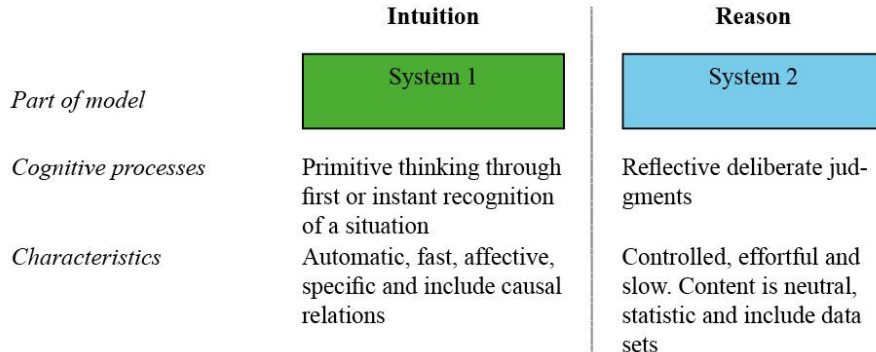 Intuition
Reason
Part of model
System 1
System 2
Cognitive processes
Primitive thinking through
first or instant recognition
of a situation
Reflective deliberate jud-
gments
Characteristics
Automatic, fast, affective,
specific and include causal
relations
Controlled, effortful and
slow. Content is neutral,
statistic and include data
sets